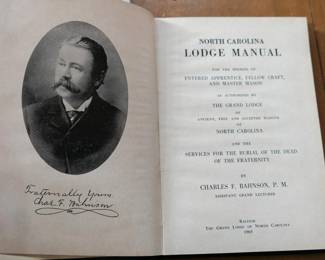 Fraternally Yours
Chas. F. Bahnson
NORTH CAROLINA
LODGE MANUAL
FOR THE DEGREES OF
ENTERED APPRENTICE, FELLOW CRAFT,
AND MASTER MASON
AS AUTHORIZED BY
THE GRAND LODGE
OF
ANCIENT, FREE AND ACCEPTED MASONS
OF
NORTH CAROLINA
AND THE
SERVICES FOR THE BURIAL OF THE DEAD
OF THE FRATERNITY
BY
CHARLES F. BAHNSON, P. M.
ASSISTANT GRAND LECTURER
RALEIGH
THE GRAND LODGE OF NORTH CAROLINA